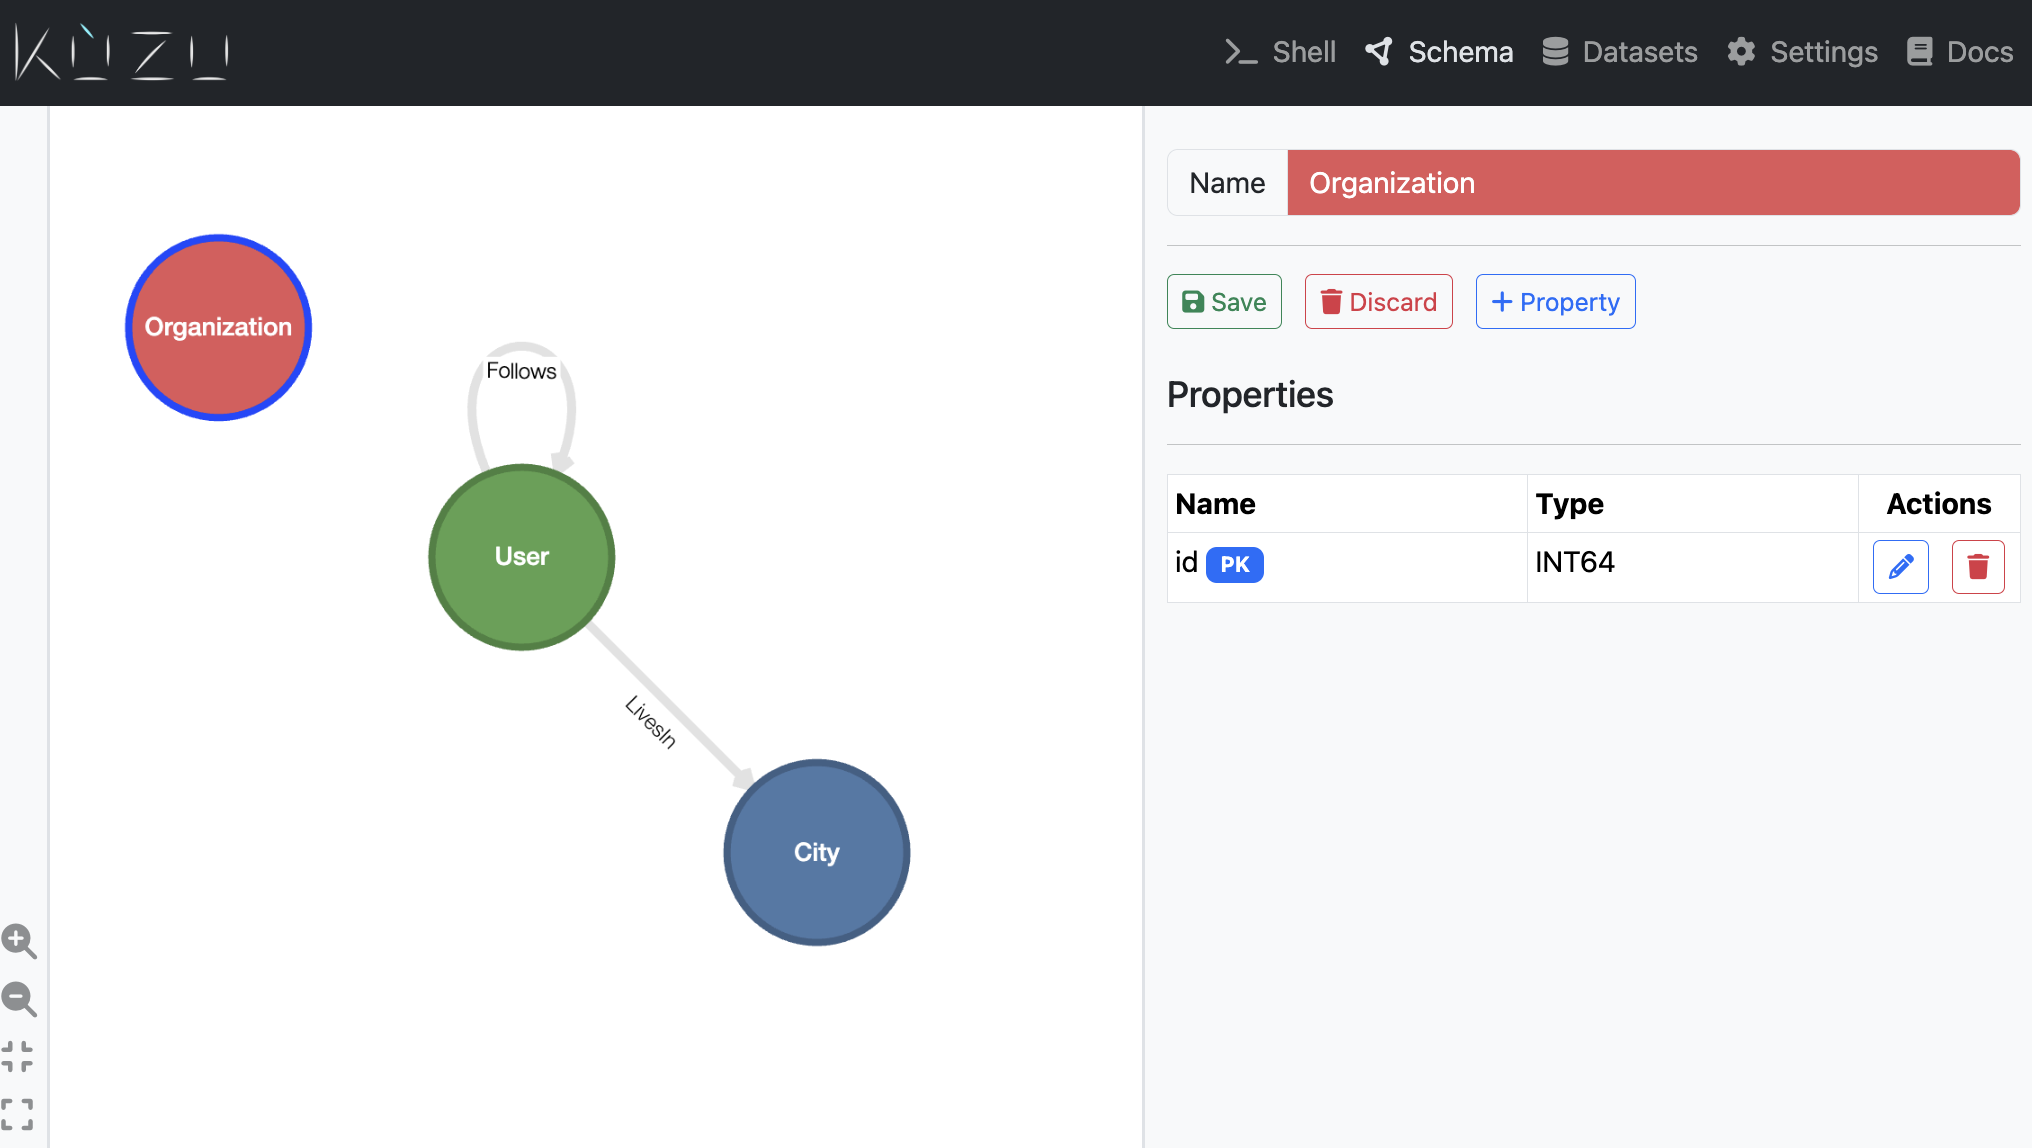 KÙZU
Shell Schema Datasets Settings Docs
Organization
Follows
User
LivesIn
City
Name Organization
Save Discard + Property
Properties
Name Type Actions
id PK INT64